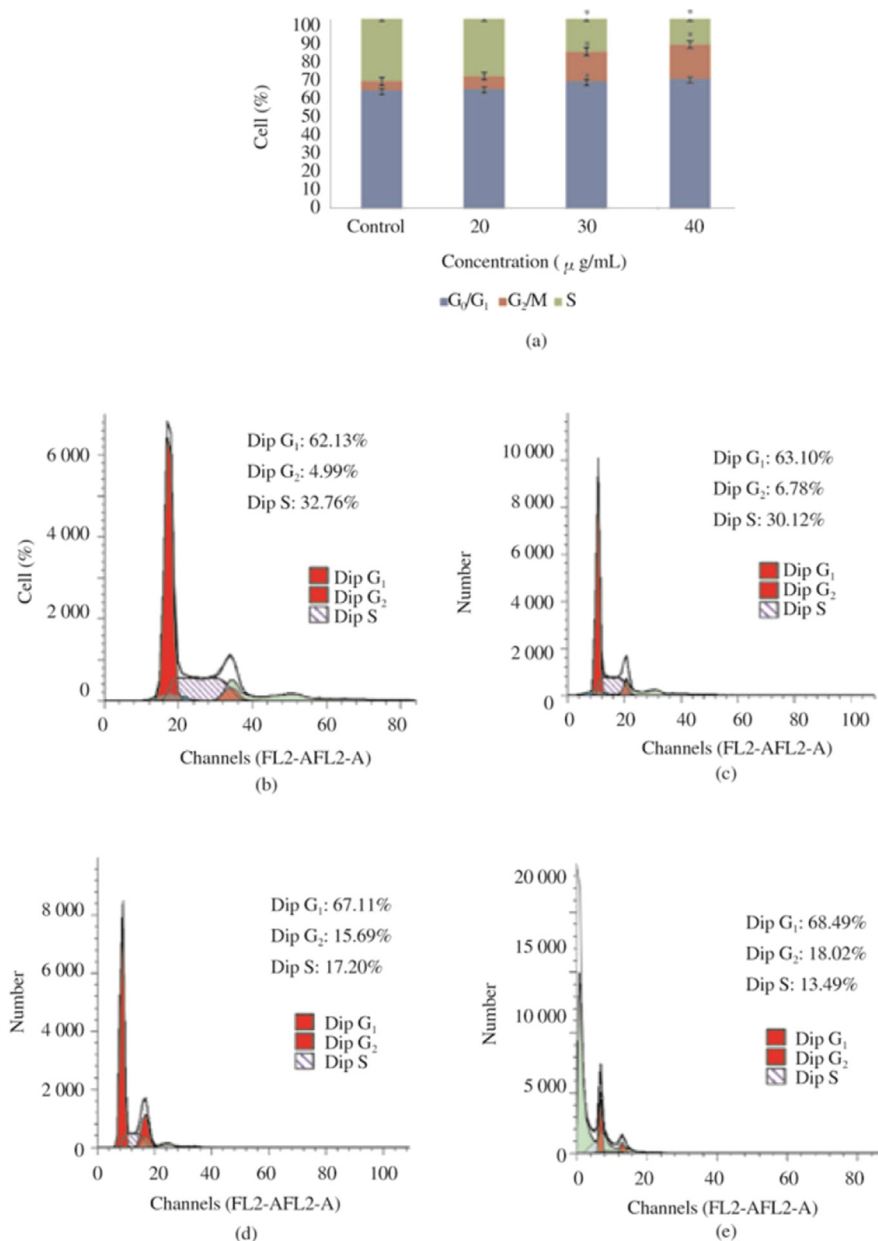 100
90
80
70
60
50
40
30
20
10
0
Cell (%)
Control 20 30 40
Concentration ( μ g/mL)
G₀/G₁ G₂/M S
(a)
6 000
4 000
2 000
0
Cell (%)
Dip G₁: 62.13%
Dip G₂: 4.99%
Dip S: 32.76%
Dip G₁
Dip G₂
Dip S
0 20 40 60 80
Channels (FL2-AFL2-A)
(b)
10 000
8 000
6 000
4 000
2 000
0
Number
Dip G₁: 63.10%
Dip G₂: 6.78%
Dip S: 30.12%
Dip G₁
Dip G₂
Dip S
0 20 40 60 80 100
Channels (FL2-AFL2-A)
(c)
8 000
6 000
4 000
2 000
0
Number
Dip G₁: 67.11%
Dip G₂: 15.69%
Dip S: 17.20%
Dip G₁
Dip G₂
Dip S
0 20 40 60 80 100
Channels (FL2-AFL2-A)
(d)
20 000
15 000
10 000
5 000
0
Number
Dip G₁: 68.49%
Dip G₂: 18.02%
Dip S: 13.49%
Dip G₁
Dip G₂
Dip S
0 20 40 60 80
Channels (FL2-AFL2-A)
(e)